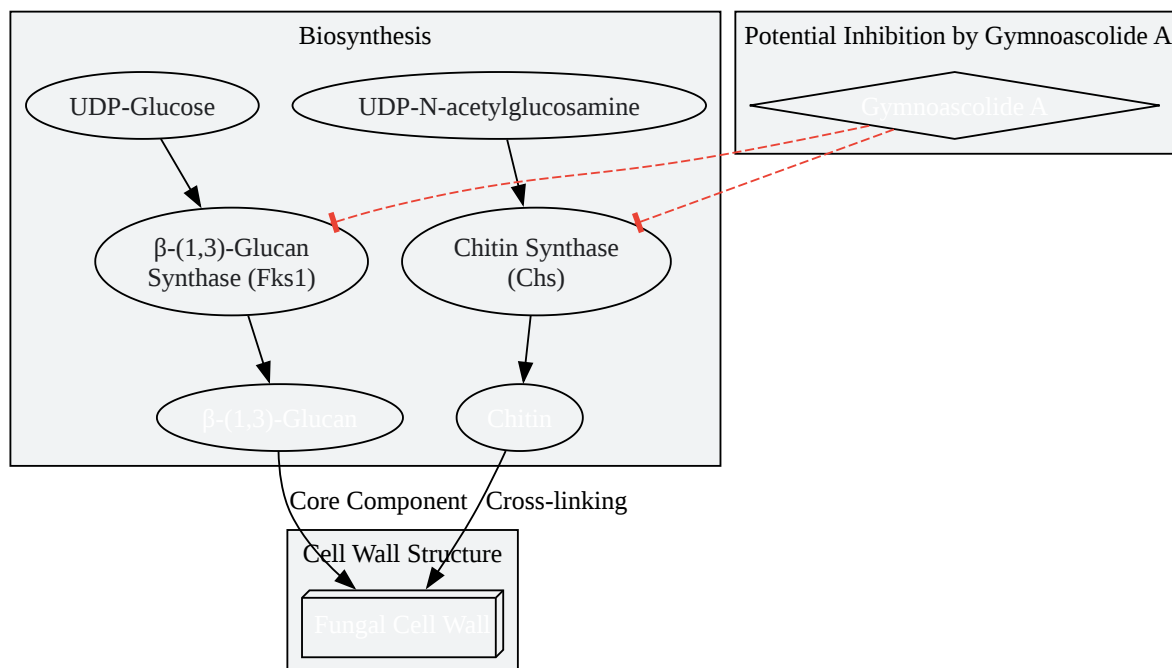 Biosynthesis
Potential Inhibition by Gymnoascolide A
UDP-Glucose
UDP-N-acetylglucosamine
Gymnoascolide A
β-(1,3)-Glucan
Synthase (Fks1)
Chitin Synthase
(Chs)
β-(1,3)-Glucan
Chitin
Core Component
Cross-linking
Cell Wall Structure
Fungal Cell Wall